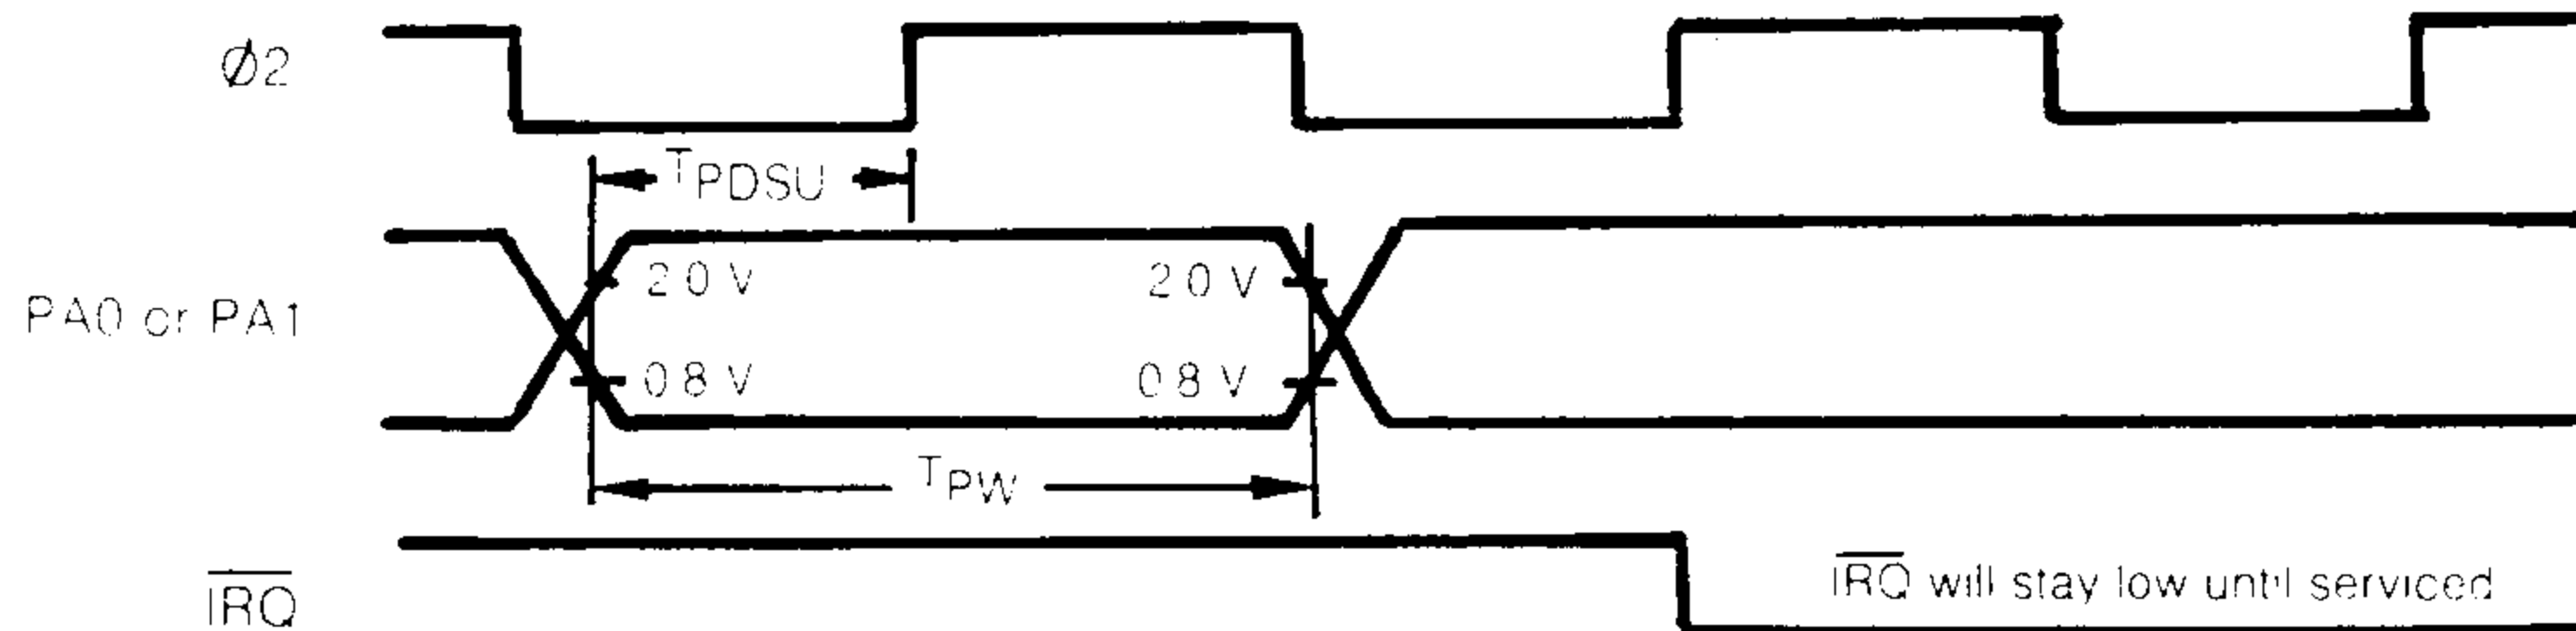 Ø2
TPDSU
2.0 V
2.0 V
PA0 or PA1
0.8 V
0.8 V
TPW
IRQ
IRQ will stay low until serviced